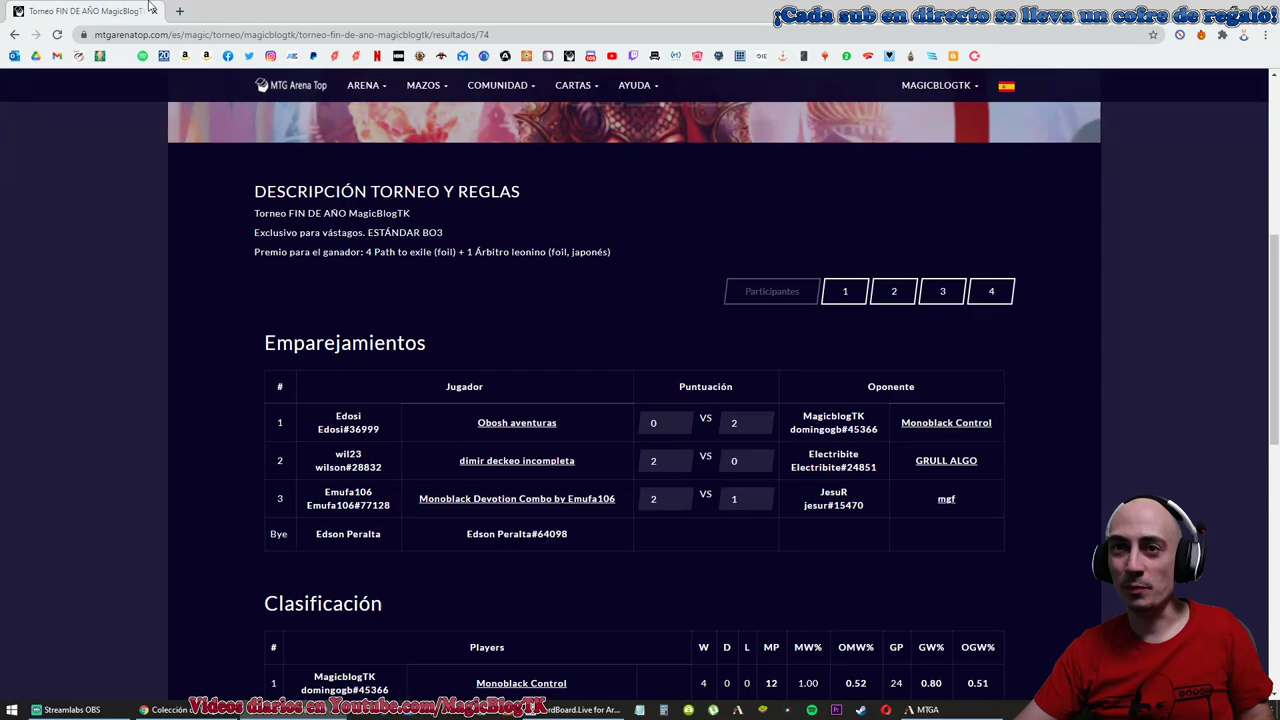 Torneo FIN DE AÑO MagicBlogT
¡Cada sub en directo se lleva un cofre de regalo!
mtgarenatop.com/es/magic/torneo/magicblogtk/torneo-fin-de-ano-magicblogtk/resultados/74
MTG Arena Top ARENA MAZOS COMUNIDAD CARTAS AYUDA MAGICBLOGTK
DESCRIPCIÓN TORNEO Y REGLAS
Torneo FIN DE AÑO MagicBlogTK
Exclusivo para vástagos. ESTÁNDAR BO3
Premio para el ganador: 4 Path to exile (foil) + 1 Árbitro leonino (foil, japonés)
Participantes 1 2 3 4
Emparejamientos
# Jugador Puntuación Oponente
1 Edosi Edosi#36999 Obosh aventuras 0 VS 2 MagicblogTK domingogb#45366 Monoblack Control
2 wil23 wilson#28832 dimir deckeo incompleta 2 VS 0 Electribite Electribite#24851 GRULL ALGO
3 Emufa106 Emufa106#77128 Monoblack Devotion Combo by Emufa106 2 VS 1 JesuR jesur#15470 mgf
Bye Edson Peralta Edson Peralta#64098
Clasificación
# Players W D L MP MW% OMW% GP GW% OGW%
1 MagicblogTK domingogb#45366 Monoblack Control 4 0 0 12 1.00 0.52 24 0.80 0.51
Videos diarios en Youtube.com/MagicBlogTK
Streamlabs OBS Colección d rdBoard.Live for Ar MTGA